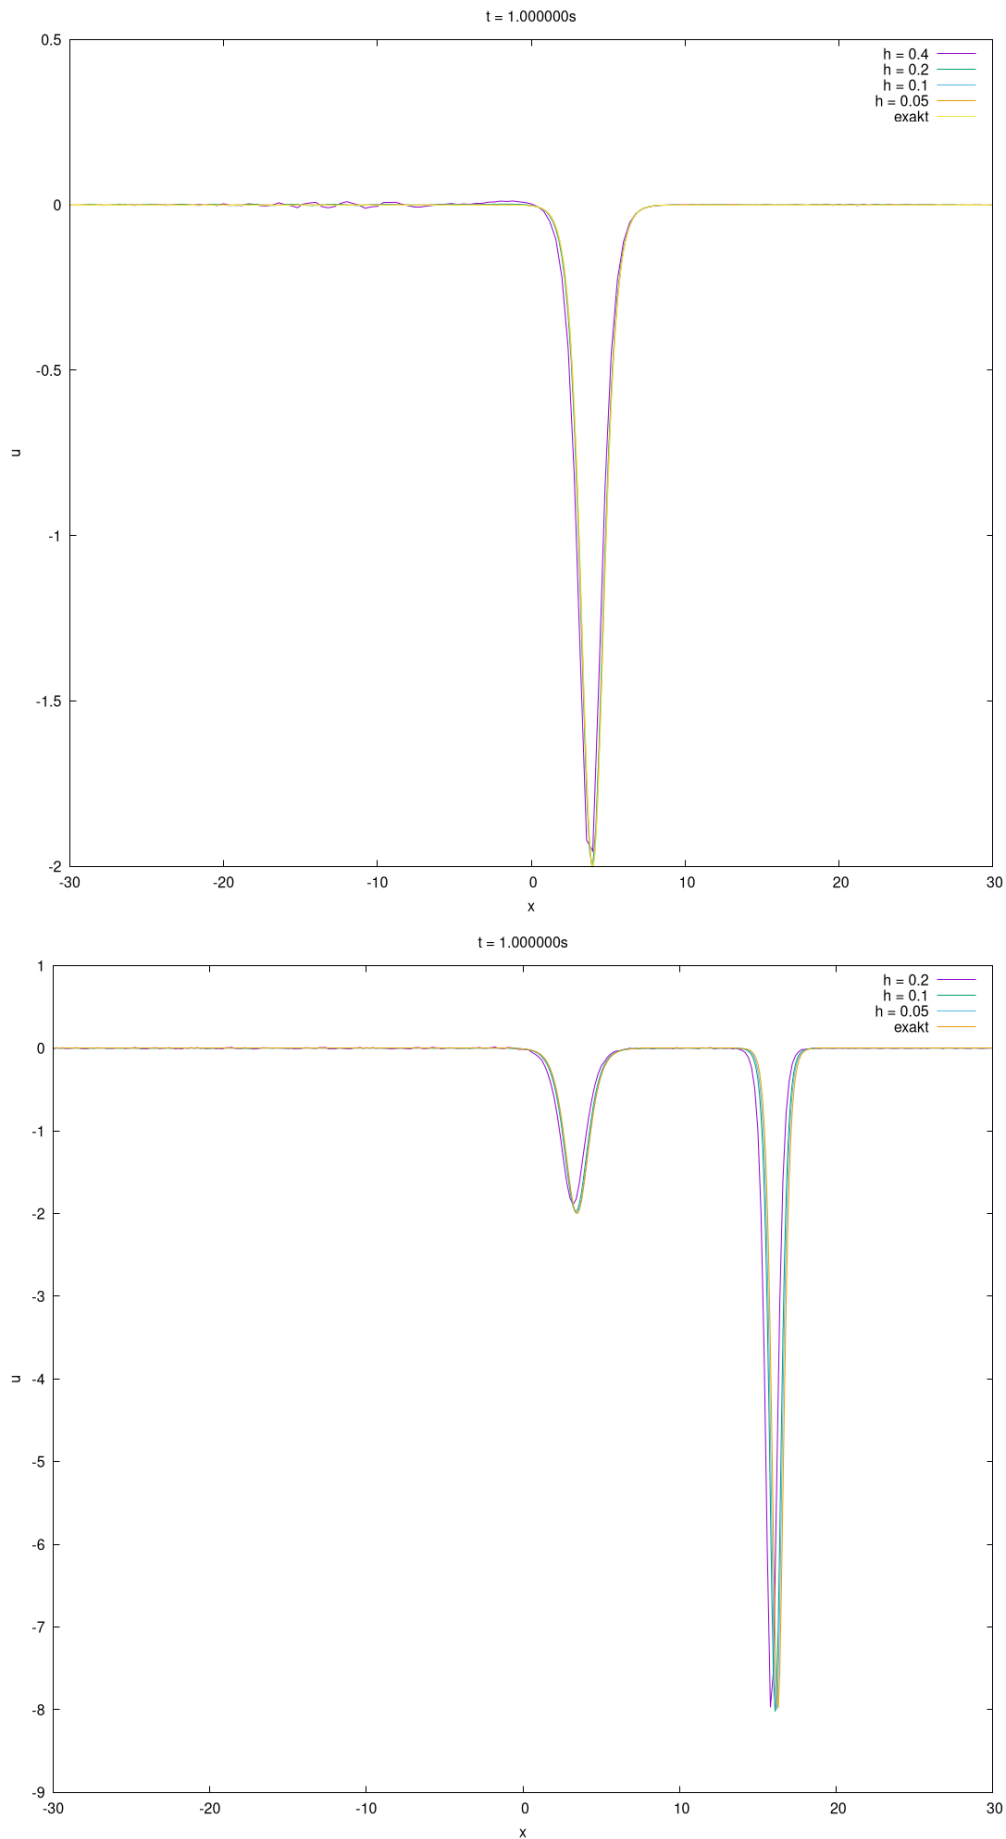 t = 1.000000s
0.5
h = 0.4
h = 0.2
h = 0.1
h = 0.05
exakt
0
-0.5
u
-1
-1.5
-2
-30 -20 -10 0 10 20 30
x
t = 1.000000s
1
h = 0.2
h = 0.1
h = 0.05
exakt
0
-1
-2
-3
u
-4
-5
-6
-7
-8
-9
-30 -20 -10 0 10 20 30
x